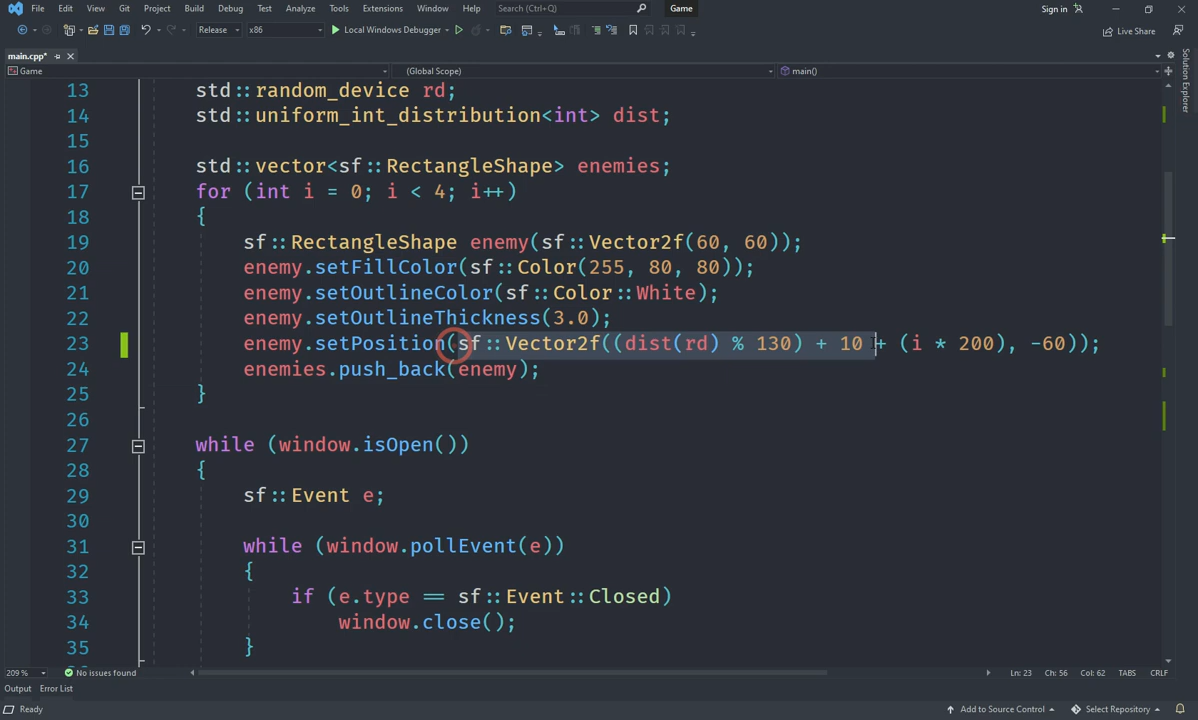 File Edit View Git Project Build Debug Test Analyze Tools Extensions Window Help Search (Ctrl+Q) Game Sign in
Release x86 Local Windows Debugger Live Share
main.cpp*
Game (Global Scope) main()
Solution Explorer
13 std::random_device rd;
14 std::uniform_int_distribution<int> dist;
15
16 std::vector<sf::RectangleShape> enemies;
17 for (int i = 0; i < 4; i++)
18 {
19 sf::RectangleShape enemy(sf::Vector2f(60, 60));
20 enemy.setFillColor(sf::Color(255, 80, 80));
21 enemy.setOutlineColor(sf::Color::White);
22 enemy.setOutlineThickness(3.0);
23 enemy.setPosition(sf::Vector2f((dist(rd) % 130) + 10 + (i * 200), -60));
24 enemies.push_back(enemy);
25 }
26
27 while (window.isOpen())
28 {
29 sf::Event e;
30
31 while (window.pollEvent(e))
32 {
33 if (e.type == sf::Event::Closed)
34 window.close();
35 }
209 % No issues found Ln: 23 Ch: 56 Col: 62 TABS CRLF
Output Error List
Ready Add to Source Control Select Repository